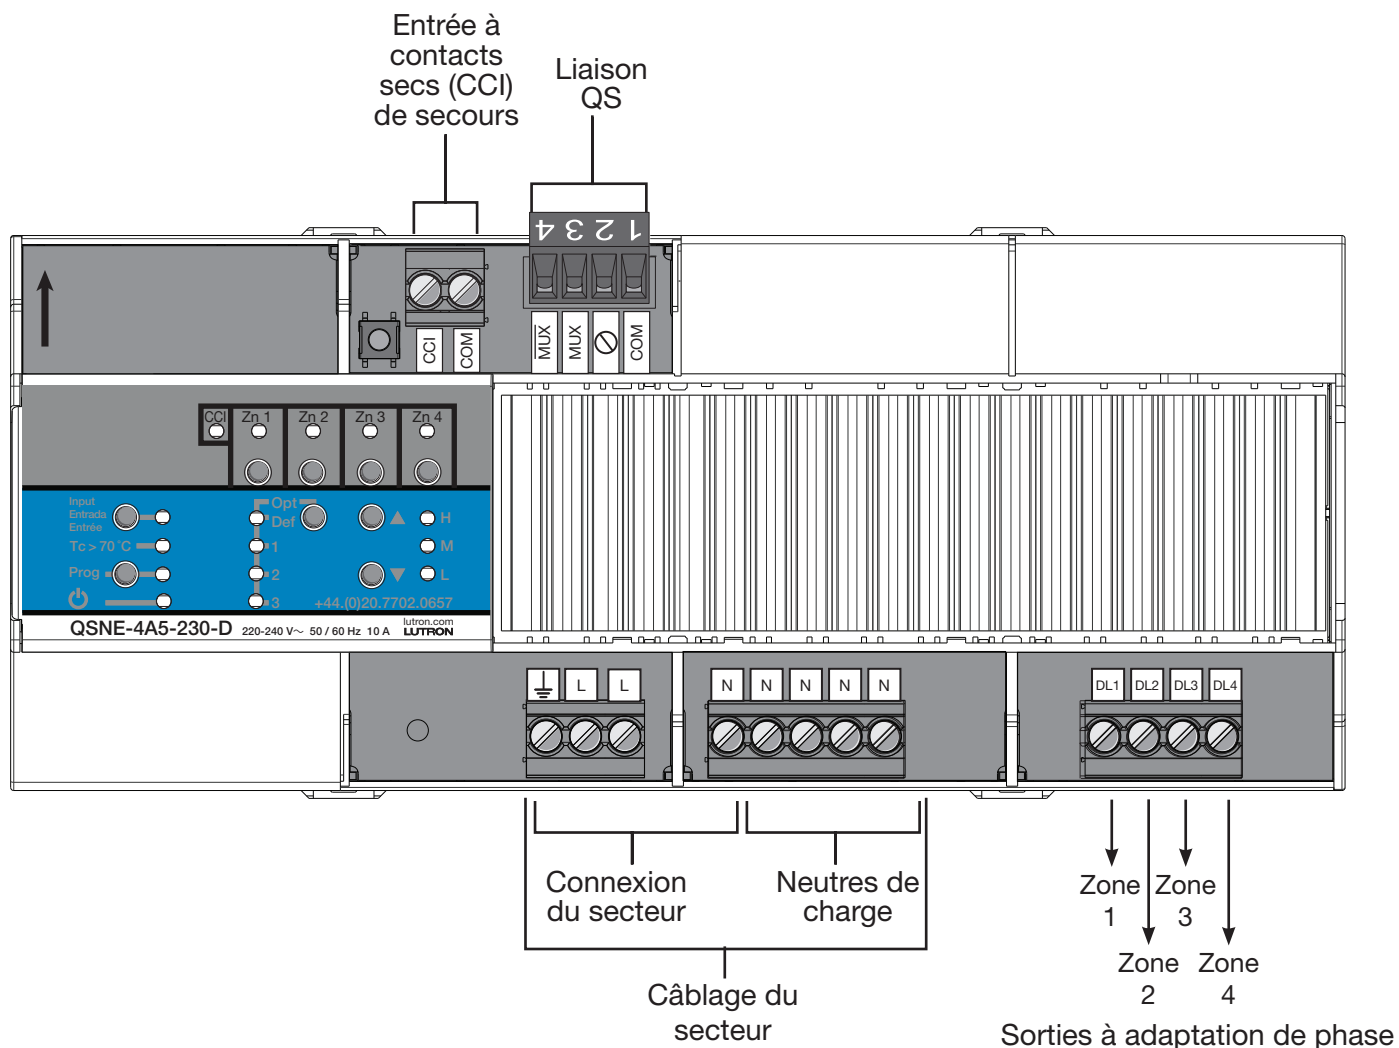 Entrée à
contacts
secs (CCI)
de secours
Liaison
QS
4 3 2 1
CCI
COM
MUX
MUX
COM
CCI
Zn 1
Zn 2
Zn 3
Zn 4
Input
Entrada
Entrée
Tc > 70 °C
Prog
Opt
Def
1
2
3
H
M
L
+44.(0)20.7702.0657
QSNE-4A5-230-D 220-240 V~ 50 / 60 Hz 10 A
lutron.com
LUTRON
L L
N N N N N
DL1 DL2 DL3 DL4
Connexion
du secteur
Neutres de
charge
Câblage du
secteur
Zone
1
Zone
3
Zone
2
Zone
4
Sorties à adaptation de phase